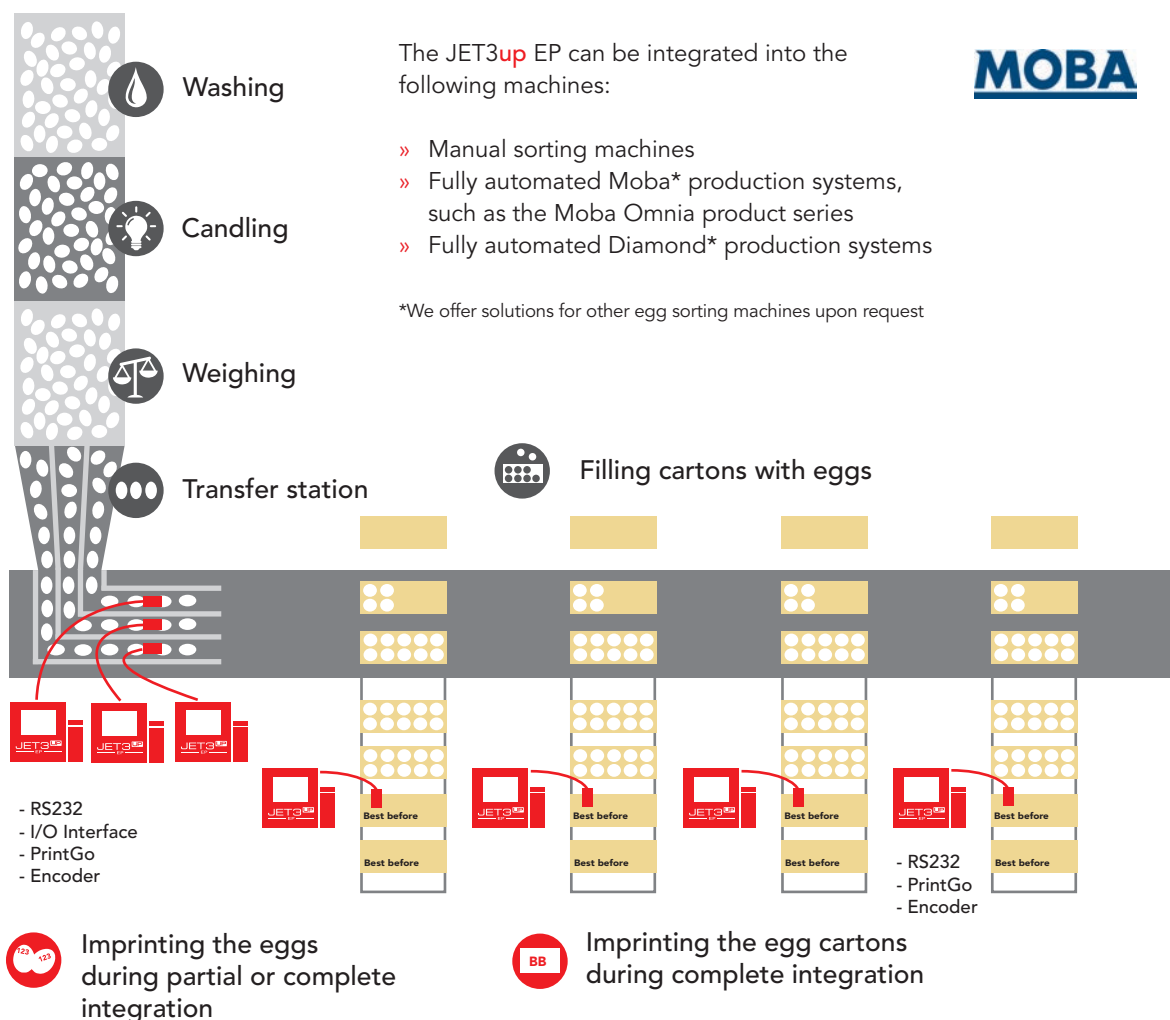 Washing
The JET3up EP can be integrated into the
following machines:
MOBA
» Manual sorting machines
» Fully automated Moba* production systems,
such as the Moba Omnia product series
» Fully automated Diamond* production systems
*We offer solutions for other egg sorting machines upon request
Candling
Weighing
Transfer station
Filling cartons with eggs
JET3UP
EP
JET3UP
EP
JET3UP
EP
- RS232
- I/O Interface
- PrintGo
- Encoder
JET3UP
EP
Best before
Best before
JET3UP
EP
Best before
Best before
JET3UP
EP
Best before
Best before
JET3UP
EP
Best before
Best before
- RS232
- PrintGo
- Encoder
123
123
Imprinting the eggs
during partial or complete
integration
BB
Imprinting the egg cartons
during complete integration